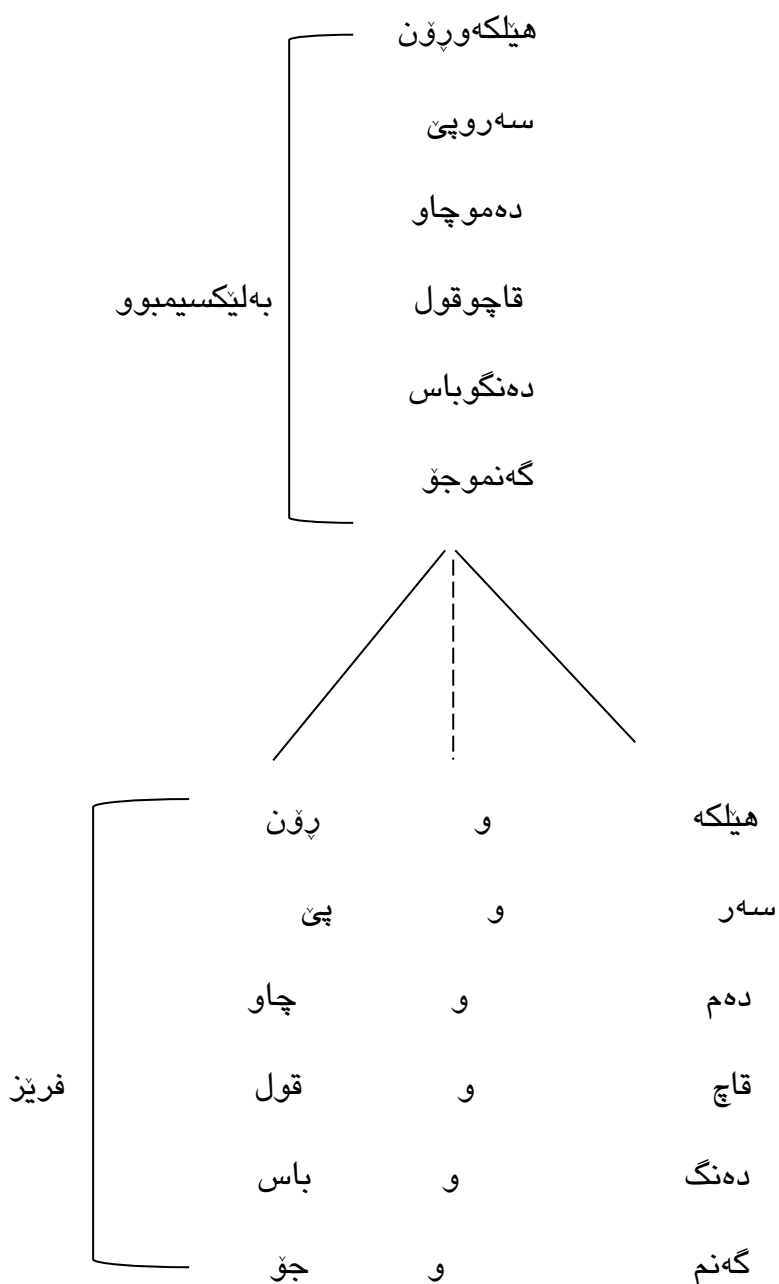 هێلکەوڕۆن
سەروپێ
دەموچاو
قاچوقول
بەلێکسیمبوو
دەنگوباس
گەنموجۆ
هێلکە و ڕۆن
سەر و پێ
دەم و چاو
قاچ و قول
فرێز
دەنگ و باس
گەنم و جۆ